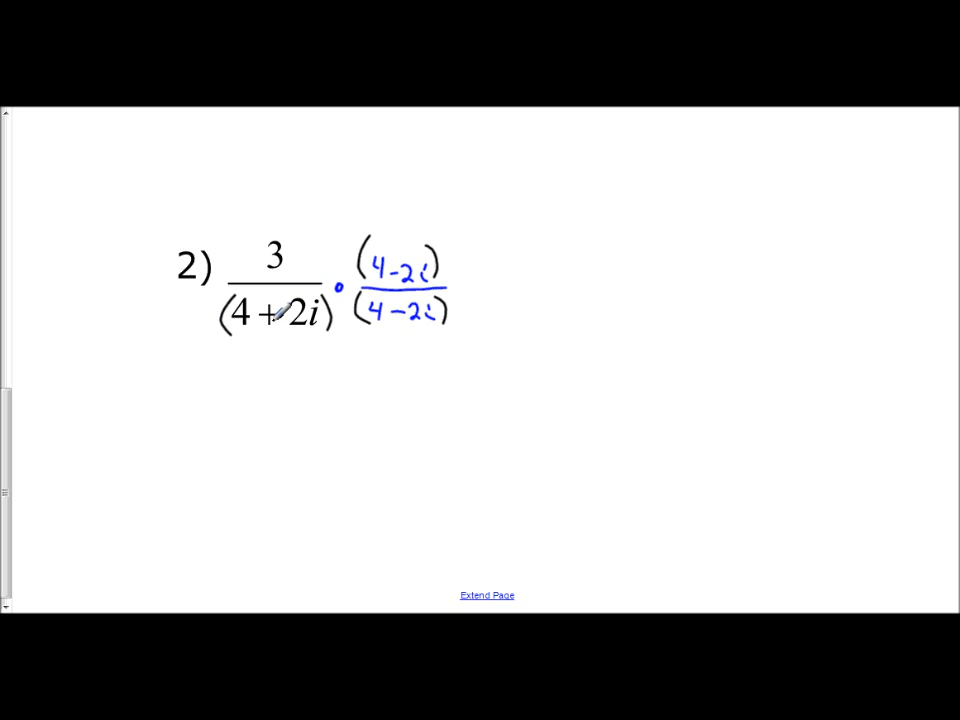 2) 3/(4 + 2i) • (4 - 2i)/(4 - 2i)
Extend Page